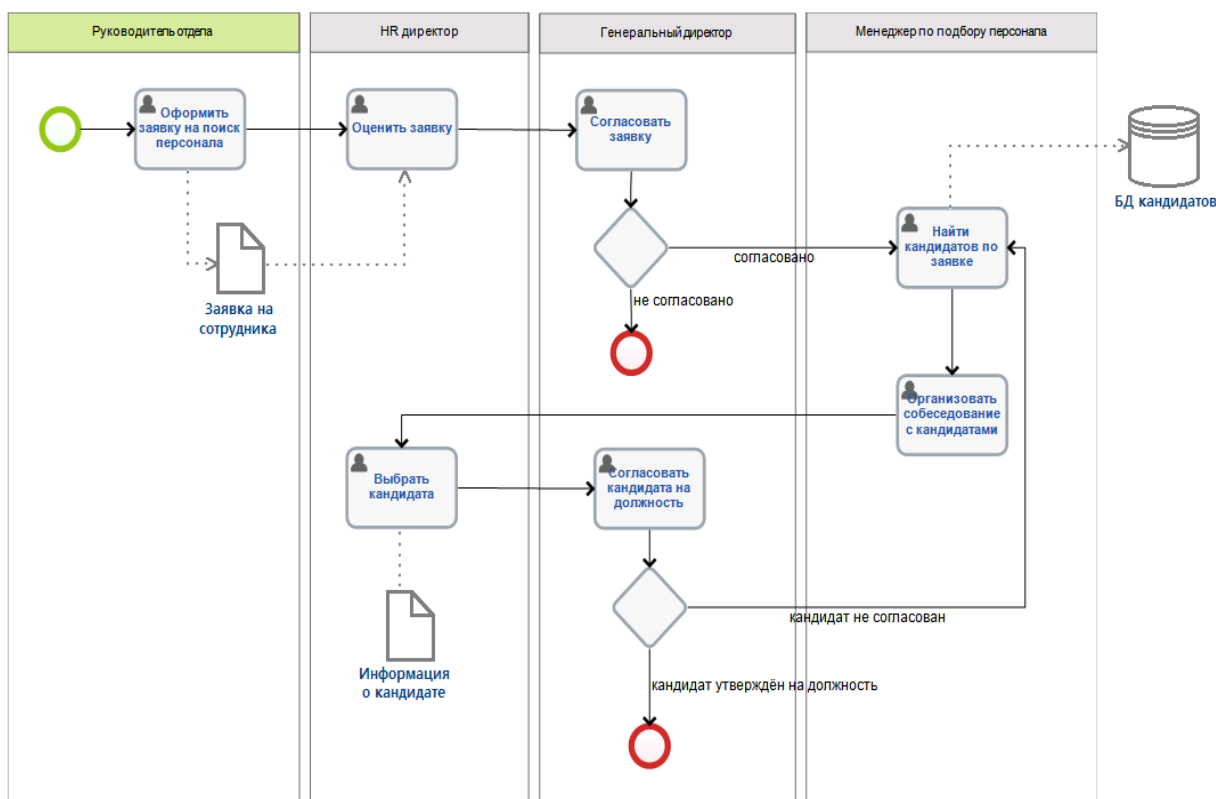 Руководитель отдела
HR директор
Генеральный директор
Менеджер по подбору персонала
Оформить
заявку на поиск
персонала
Оценить заявку
Согласовать
заявку
БД кандидатов
Найти
кандидатов по
заявке
согласовано
не согласовано
Заявка на
сотрудника
Организовать
собеседование
с кандидатами
Выбрать
кандидата
Согласовать
кандидата на
должность
кандидат не согласован
Информация
о кандидате
кандидат утверждён на должность